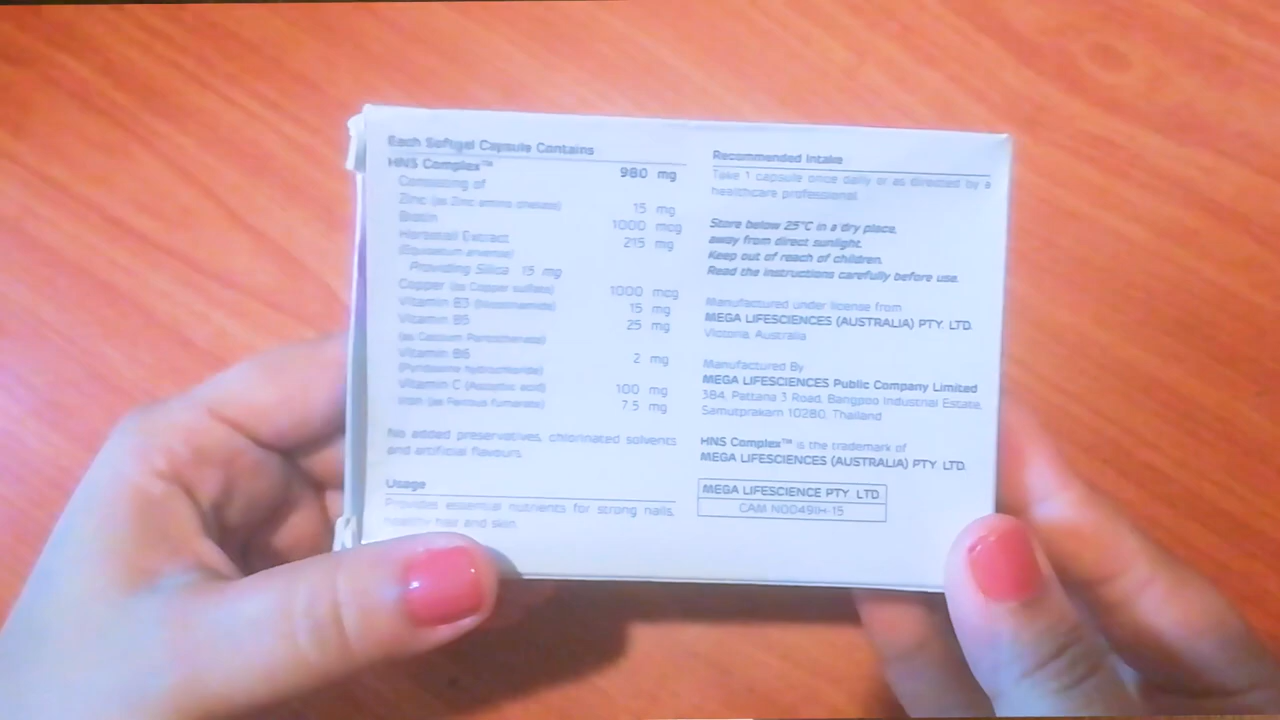 Each Softgel Capsule Contains
HNS Complex™ 980 mg
Consisting of
Zinc (as Zinc amino chelate) 15 mg
Biotin 1000 mcg
Horsetail Extract 215 mg
(Equisetum arvense)
Providing Silica 15 mg
Copper (as Copper sulfate) 1000 mcg
Vitamin B3 (Nicotinamide) 15 mg
Vitamin B5 25 mg
(as Calcium Pantothenate)
Vitamin B6 2 mg
(Pyridoxine hydrochloride)
Vitamin C (Ascorbic acid) 100 mg
Iron (as Ferrous fumarate) 7.5 mg
No added preservatives, chlorinated solvents
and artificial flavours.
Usage
Provides essential nutrients for strong nails,
healthy hair and skin.
Recommended Intake
Take 1 capsule once daily or as directed by a
healthcare professional.
Store below 25°C in a dry place,
away from direct sunlight.
Keep out of reach of children.
Read the instructions carefully before use.
Manufactured under license from
MEGA LIFESCIENCES (AUSTRALIA) PTY. LTD.
Victoria, Australia
Manufactured By
MEGA LIFESCIENCES Public Company Limited
384, Pattana 3 Road, Bangpoo Industrial Estate,
Samutprakarn 10280, Thailand
HNS Complex™ is the trademark of
MEGA LIFESCIENCES (AUSTRALIA) PTY. LTD.
MEGA LIFESCIENCE PTY LTD
CAM N0049IH-15